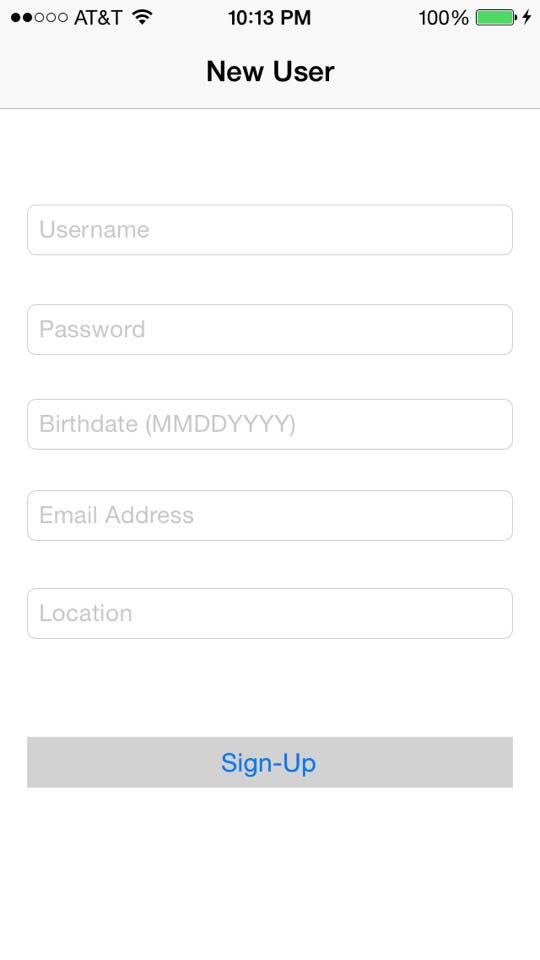 AT&T 10:13 PM 100%
New User
Username
Password
Birthdate (MMDDYYYY)
Email Address
Location
Sign-Up